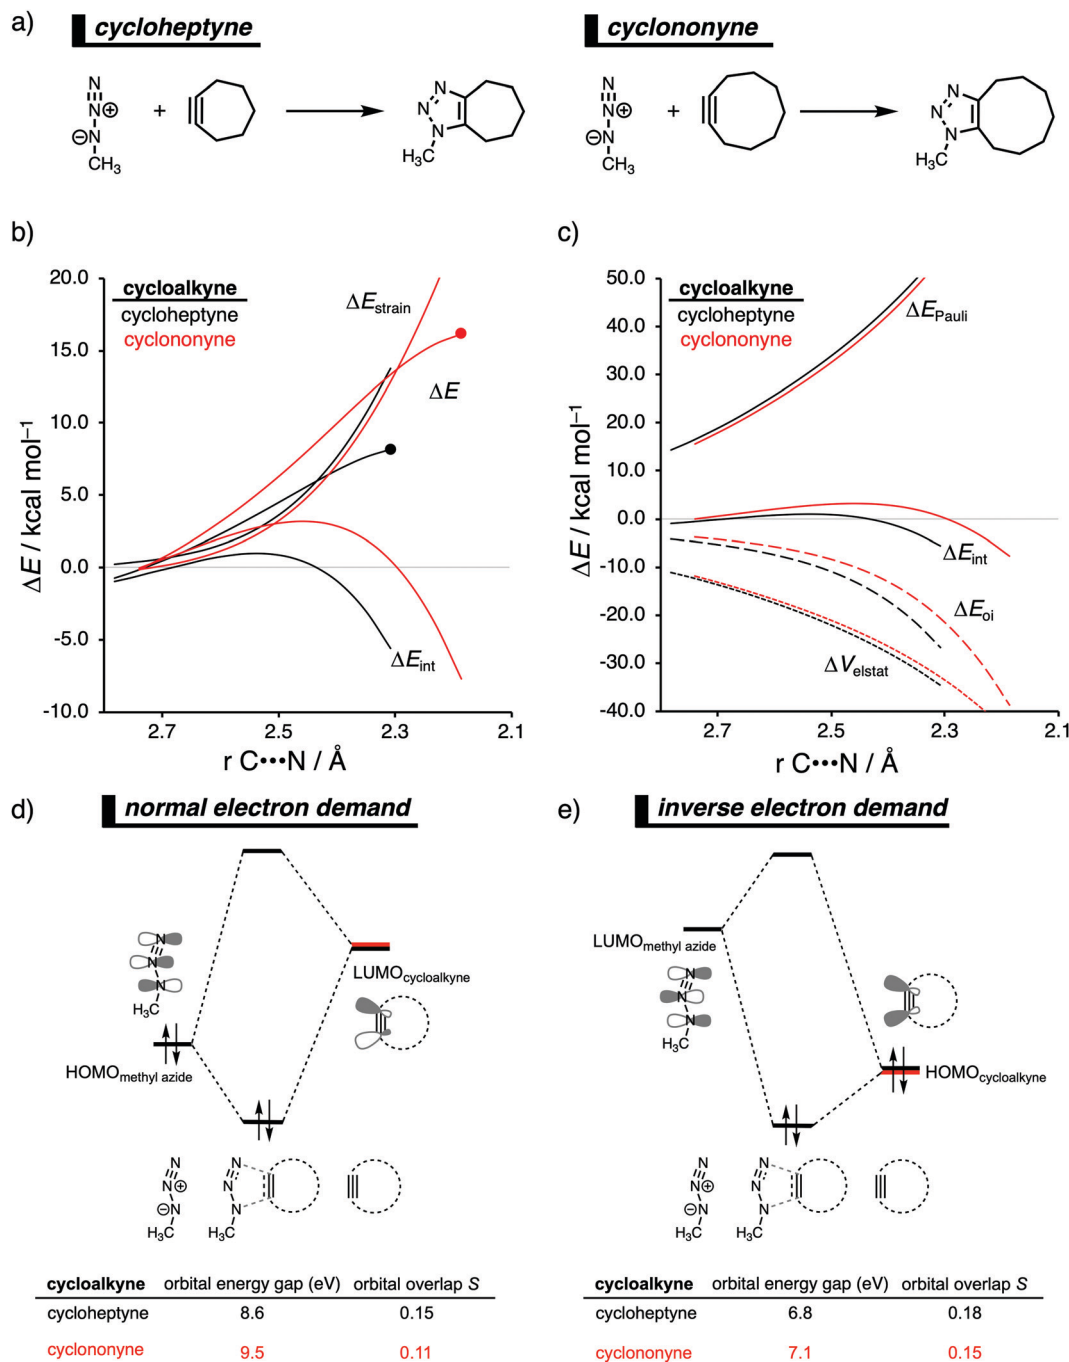 a)
cycloheptyne
cyclononyne
N
N
⊕
⊖
N
CH3
+
N
N
N
H3C
N
N
⊕
⊖
N
CH3
+
N
N
N
H3C
b)
20.0
15.0
10.0
5.0
0.0
-5.0
-10.0
ΔE / kcal mol–1
cycloalkyne
cycloheptyne
cyclononyne
ΔEstrain
ΔE
ΔEint
2.7
2.5
2.3
2.1
r C•••N / Å
c)
50.0
40.0
30.0
20.0
10.0
0.0
-10.0
-20.0
-30.0
-40.0
ΔE / kcal mol–1
cycloalkyne
cycloheptyne
cyclononyne
ΔEPauli
ΔEint
ΔEoi
ΔVelstat
2.7
2.5
2.3
2.1
r C•••N / Å
d)
normal electron demand
N
N
N
H3C
HOMOmethyl azide
LUMOcycloalkyne
N
N
⊕
⊖
N
H3C
N
N
N
H3C
cycloalkyne orbital energy gap (eV) orbital overlap S
cycloheptyne 8.6 0.15
cyclononyne 9.5 0.11
e)
inverse electron demand
LUMOmethyl azide
N
N
N
H3C
HOMOcycloalkyne
N
N
⊕
⊖
N
H3C
N
N
N
H3C
cycloalkyne orbital energy gap (eV) orbital overlap S
cycloheptyne 6.8 0.18
cyclononyne 7.1 0.15